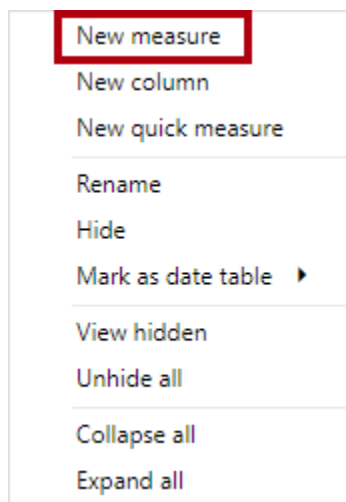 New measure
New column
New quick measure
Rename
Hide
Mark as date table
View hidden
Unhide all
Collapse all
Expand all